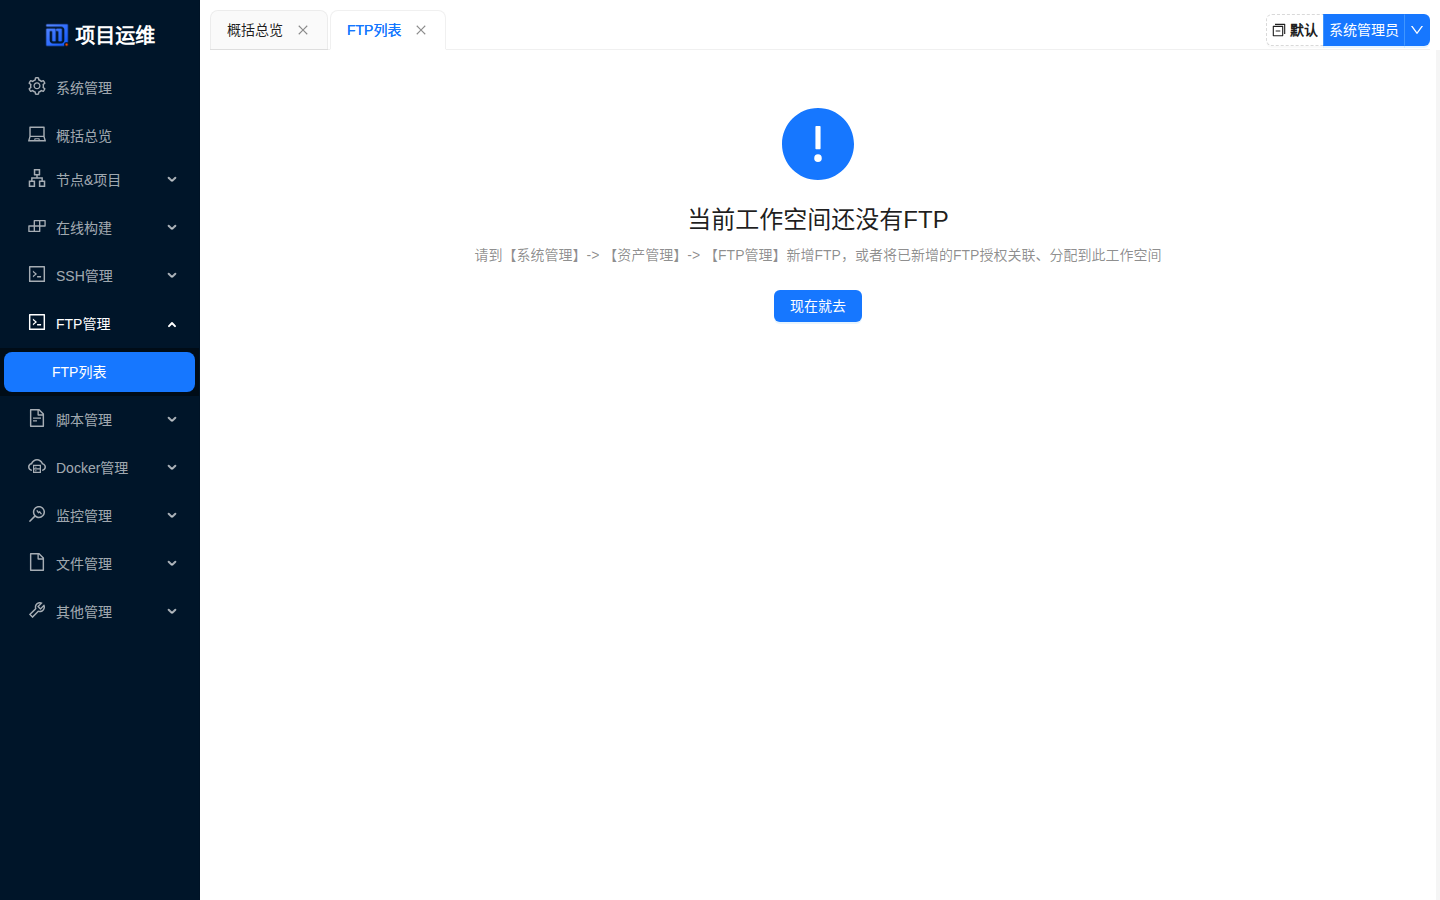 项目运维
系统管理
概括总览
节点&项目
在线构建
SSH管理
FTP管理
FTP列表
脚本管理
Docker管理
监控管理
文件管理
其他管理
概括总览
FTP列表
默认
系统管理员
当前工作空间还没有FTP
请到【系统管理】-> 【资产管理】-> 【FTP管理】新增FTP，或者将已新增的FTP授权关联、分配到此工作空间
现在就去